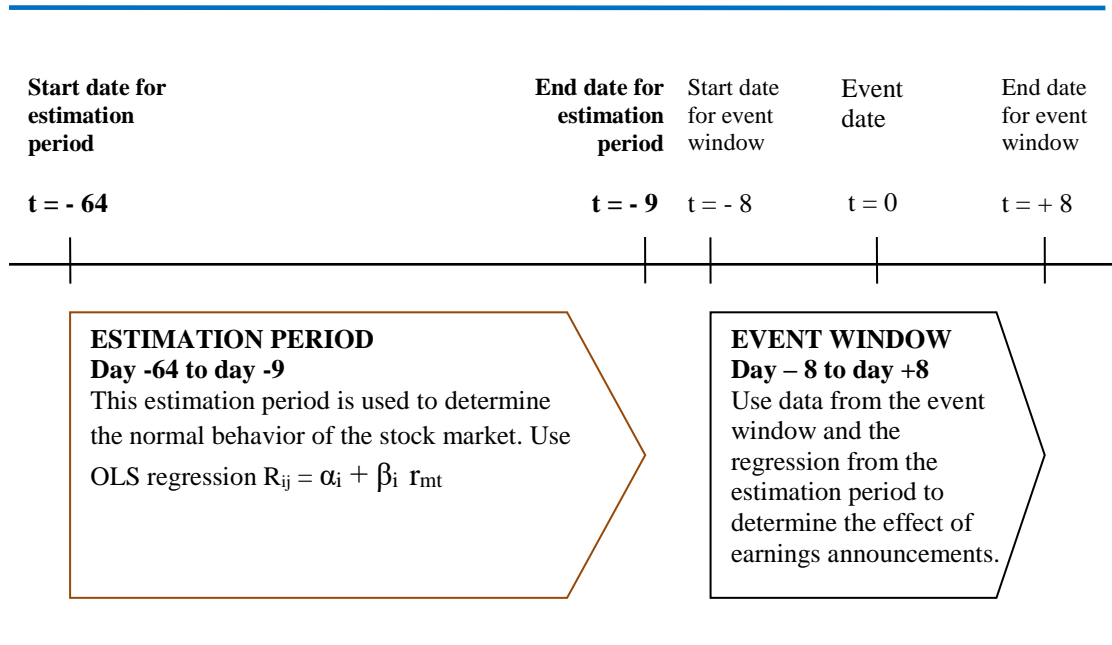 Start date for
estimation
period
End date for
estimation
period
Start date
for event
window
Event
date
End date
for event
window
t = - 64
t = - 9
t = - 8
t = 0
t = + 8
ESTIMATION PERIOD
Day -64 to day -9
This estimation period is used to determine
the normal behavior of the stock market. Use
OLS regression Rij = αi + βi rmt
EVENT WINDOW
Day – 8 to day +8
Use data from the event
window and the
regression from the
estimation period to
determine the effect of
earnings announcements.